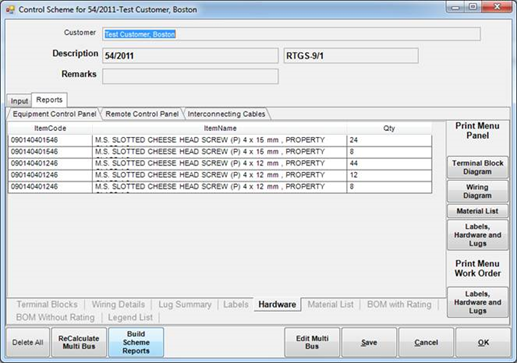 Control Scheme for 54/2011-Test Customer, Boston
Customer Test Customer, Boston
Description 54/2011 RTGS-9/1
Remarks
Input Reports
Equipment Control Panel Remote Control Panel Interconnecting Cables
ItemCode ItemName Qty
090140401546 M.S. SLOTTED CHEESE HEAD SCREW (P) 4 x 15 mm , PROPERTY 24
090140401546 M.S. SLOTTED CHEESE HEAD SCREW (P) 4 x 15 mm , PROPERTY 8
090140401246 M.S. SLOTTED CHEESE HEAD SCREW (P) 4 x 12 mm , PROPERTY 44
090140401246 M.S. SLOTTED CHEESE HEAD SCREW (P) 4 x 12 mm , PROPERTY 12
090140401246 M.S. SLOTTED CHEESE HEAD SCREW (P) 4 x 12 mm , PROPERTY 8
Terminal Blocks Wiring Details Lug Summary Labels Hardware Material List BOM with Rating
BOM Without Rating Legend List
Print Menu
Panel
Terminal Block
Diagram
Wiring
Diagram
Material List
Labels,
Hardware and
Lugs
Print Menu
Work Order
Labels,
Hardware and
Lugs
Delete All
ReCalculate
Multi Bus
Build
Scheme
Reports
Edit Multi
Bus
Save
Cancel
OK